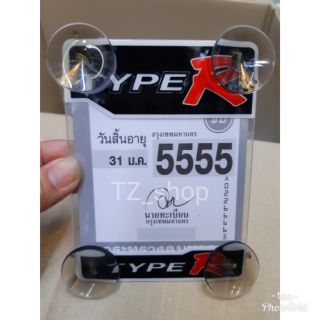 TYPE R
กรุงเทพมหานคร
วันสิ้นอายุ
31 ม.ค.
5555
TZ_shop
นายทะเบียน
กรุงเทพมหานคร
TYPE R